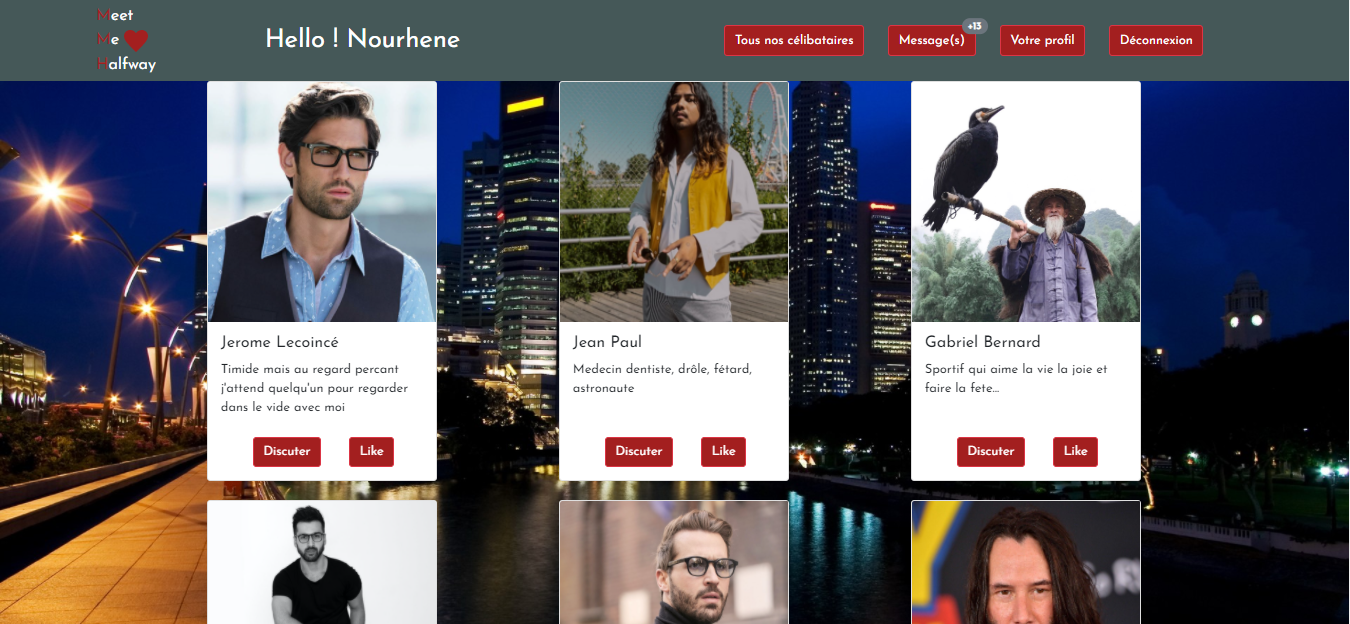 Meet
Me
Halfway
Hello ! Nourhene
Tous nos célibataires
Message(s)
+13
Votre profil
Déconnexion
Jerome Lecoincé
Timide mais au regard percant
j'attend quelqu'un pour regarder
dans le vide avec moi
Discuter
Like
Jean Paul
Medecin dentiste, drôle, fétard,
astronaute
Discuter
Like
Gabriel Bernard
Sportif qui aime la vie la joie et
faire la fete...
Discuter
Like